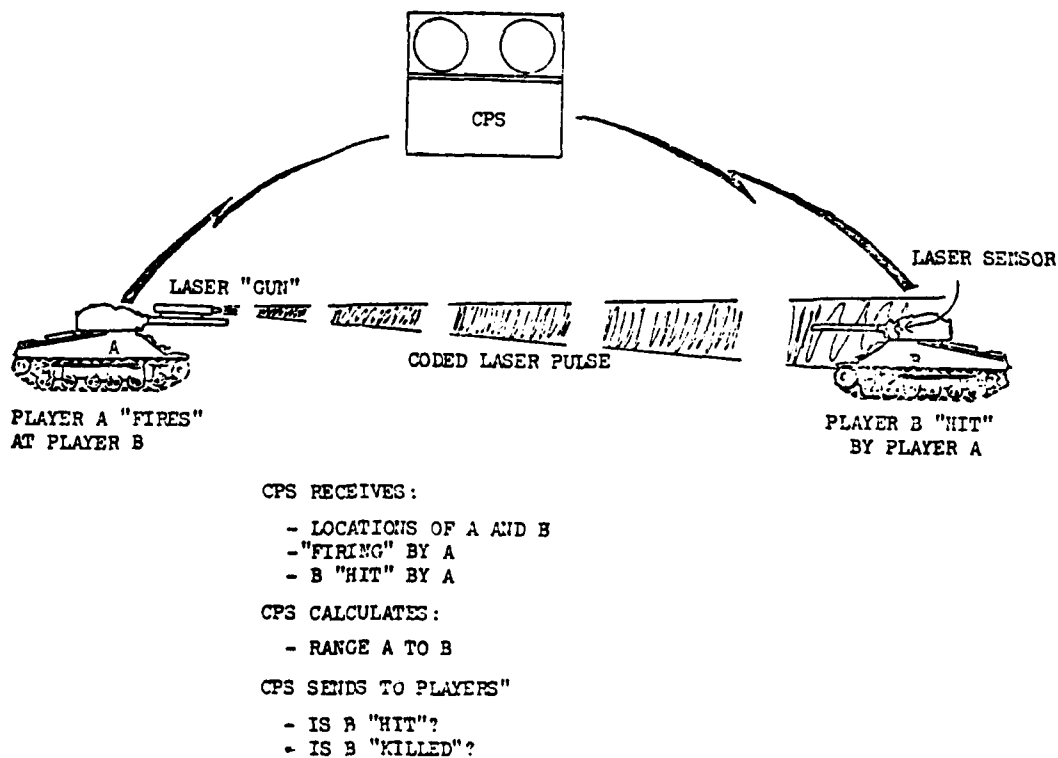 CPS
LASER SENSOR
LASER "GUN"
A
B
CODED LASER PULSE
PLAYER A "FIRES"
AT PLAYER B
PLAYER B "HIT"
BY PLAYER A
CPS RECEIVES:
- LOCATIONS OF A AND B
-"FIRING" BY A
- B "HIT" BY A
CPS CALCULATES:
- RANGE A TO B
CPS SENDS TO PLAYERS"
- IS B "HIT"?
- IS B "KILLED"?